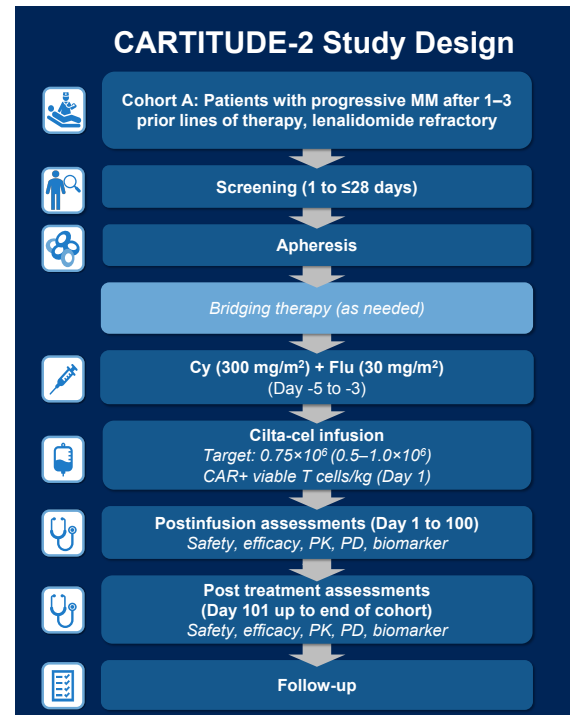 CARTITUDE-2 Study Design
Cohort A: Patients with progressive MM after 1–3
prior lines of therapy, lenalidomide refractory
Screening (1 to ≤28 days)
Apheresis
Bridging therapy (as needed)
Cy (300 mg/m²) + Flu (30 mg/m²)
(Day -5 to -3)
Cilta-cel infusion
Target: 0.75×10⁶ (0.5–1.0×10⁶)
CAR+ viable T cells/kg (Day 1)
Postinfusion assessments (Day 1 to 100)
Safety, efficacy, PK, PD, biomarker
Post treatment assessments
(Day 101 up to end of cohort)
Safety, efficacy, PK, PD, biomarker
Follow-up